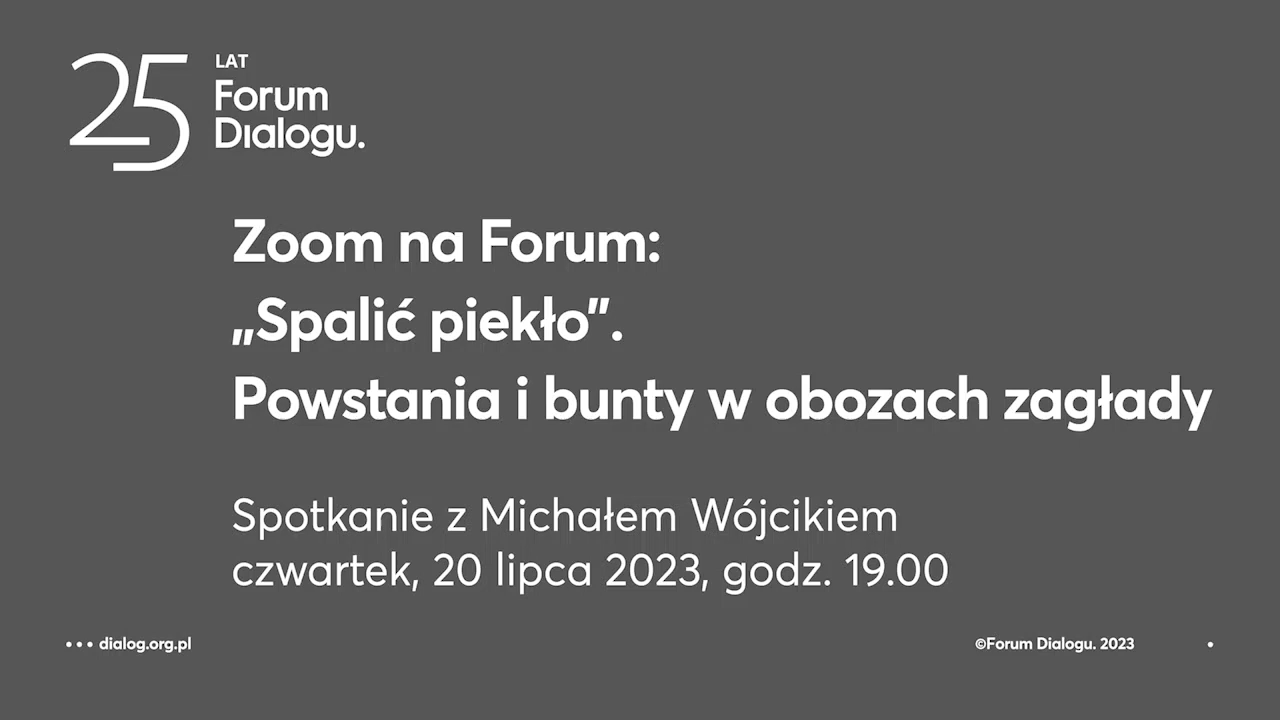 25 LAT
Forum
Dialogu.
Zoom na Forum:
„Spalić piekło”.
Powstania i bunty w obozach zagłady
Spotkanie z Michałem Wójcikiem
czwartek, 20 lipca 2023, godz. 19.00
••• dialog.org.pl
©Forum Dialogu. 2023